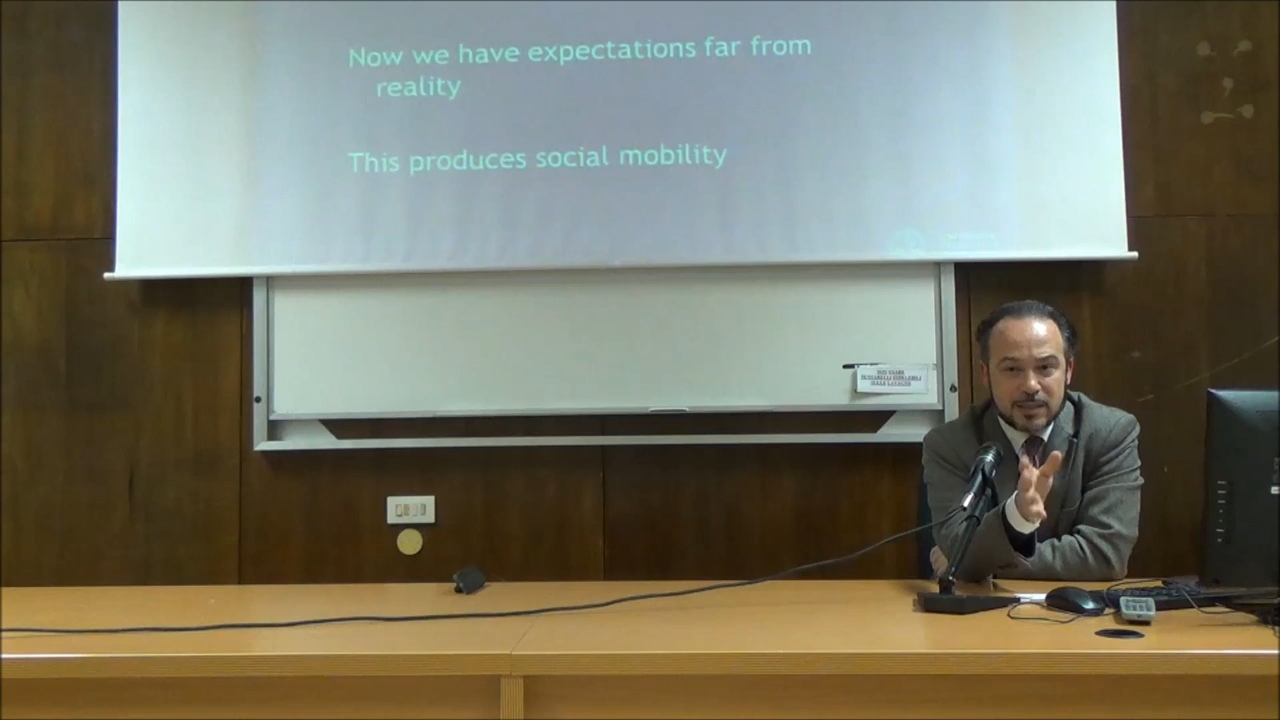 Now we have expectations far from
reality
This produces social mobility